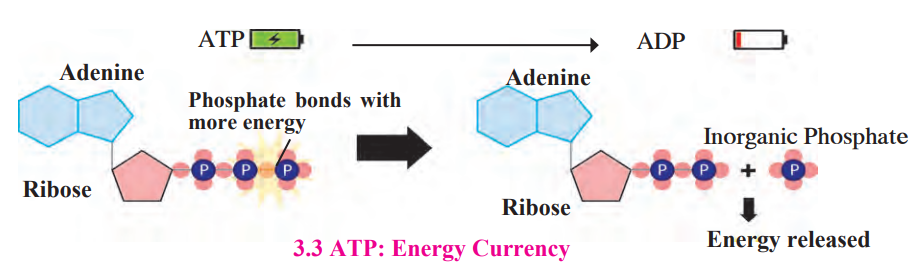 ATP
ADP
Adenine
Adenine
Phosphate bonds with
more energy
Inorganic Phosphate
P P P
P P + P
Ribose
Ribose
Energy released
3.3 ATP: Energy Currency